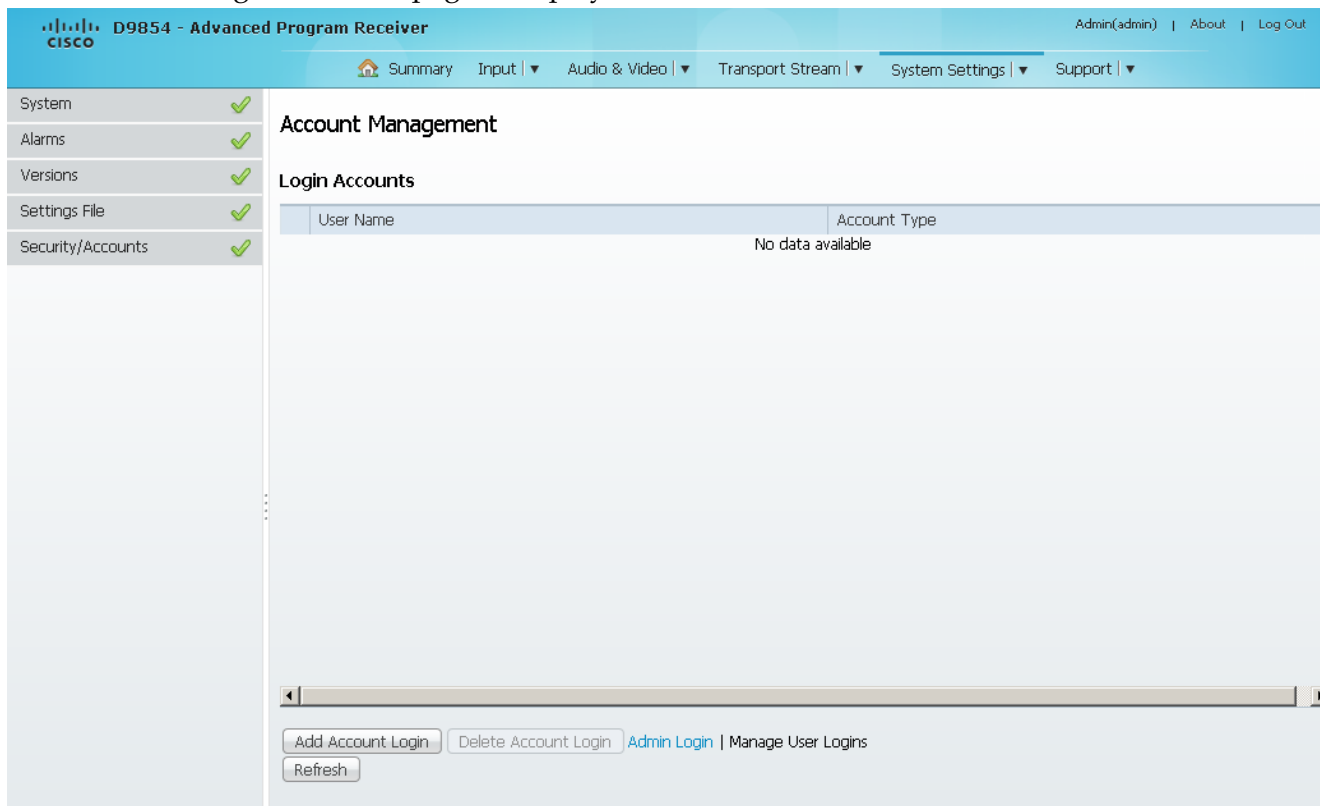 D9854 - Advanced Program Receiver
Admin(admin) | About | Log Out
CISCO
Summary Input | ▼ Audio & Video | ▼ Transport Stream | ▼ System Settings | ▼ Support | ▼
System
Alarms
Versions
Settings File
Security/Accounts
Account Management
Login Accounts
User Name Account Type
No data available
Add Account Login Delete Account Login Admin Login | Manage User Logins
Refresh